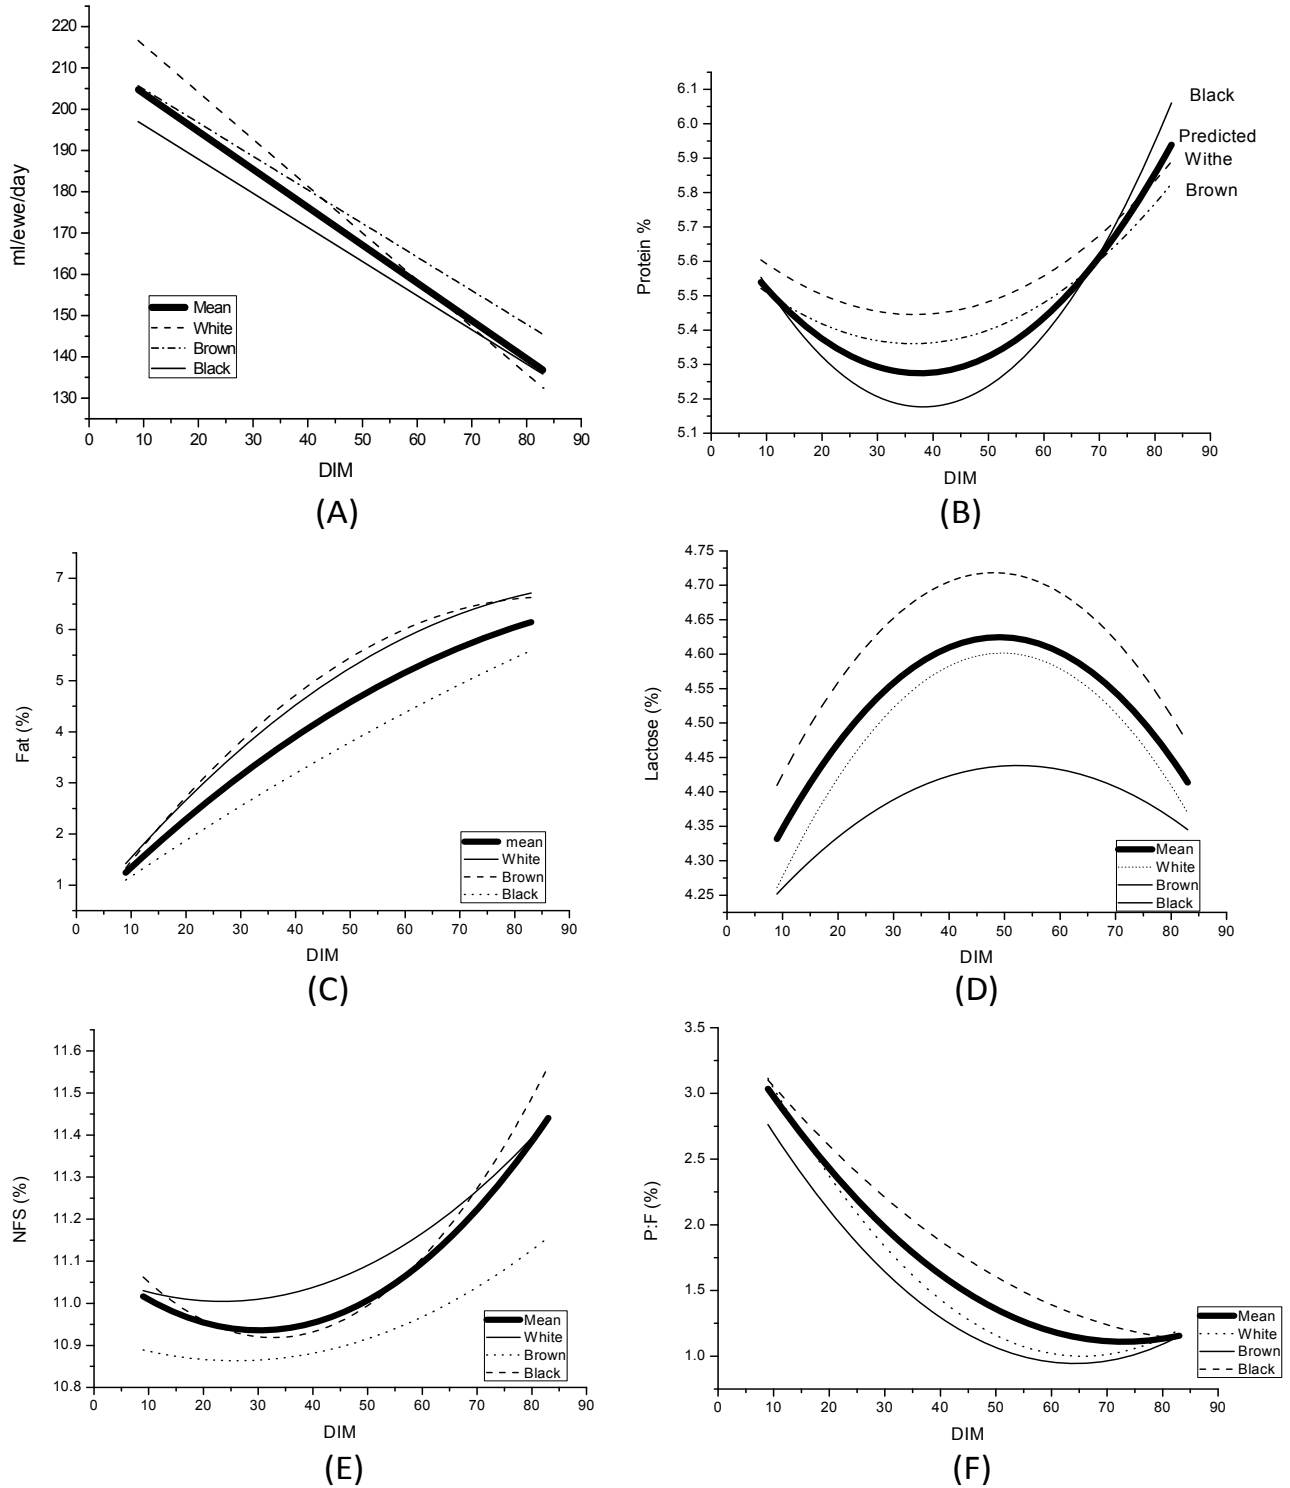 220
210
200
190
180
170
160
150
140
130
ml/ewe/day
Mean
White
Brown
Black
0 10 20 30 40 50 60 70 80 90
DIM
(A)
6.1
6.0
5.9
5.8
5.7
5.6
5.5
5.4
5.3
5.2
5.1
Protein %
Black
Predicted
Withe
Brown
0 10 20 30 40 50 60 70 80 90
DIM
(B)
7
6
5
4
3
2
1
Fat (%)
mean
White
Brown
Black
0 10 20 30 40 50 60 70 80 90
DIM
(C)
4.75
4.70
4.65
4.60
4.55
4.50
4.45
4.40
4.35
4.30
4.25
Lactose (%)
Mean
White
Brown
Black
0 10 20 30 40 50 60 70 80 90
DIM
(D)
11.6
11.5
11.4
11.3
11.2
11.1
11.0
10.9
10.8
NFS (%)
Mean
White
Brown
Black
0 10 20 30 40 50 60 70 80 90
DIM
(E)
3.5
3.0
2.5
2.0
1.5
1.0
P:F (%)
Mean
White
Brown
Black
0 10 20 30 40 50 60 70 80 90
DIM
(F)